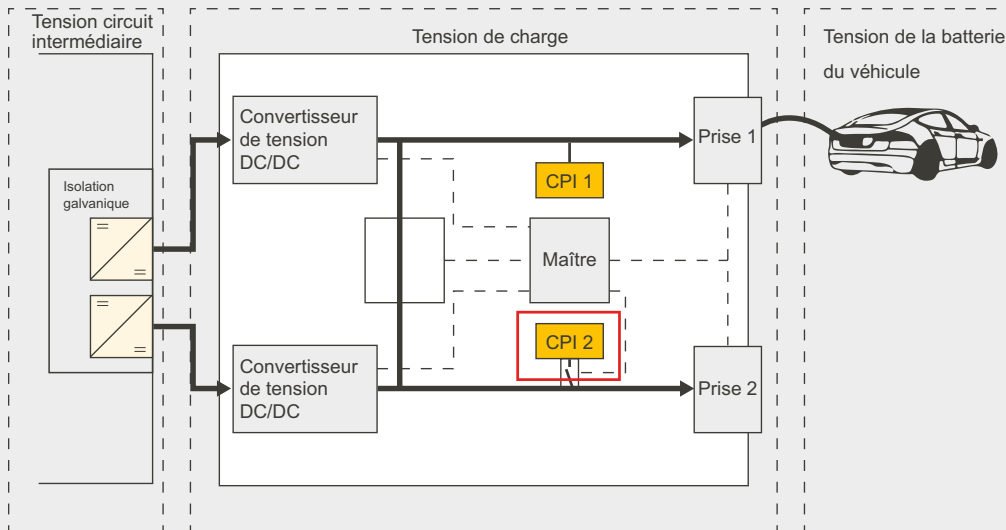 Tension circuit
intermédiaire
Tension de charge
Tension de la batterie
du véhicule
Convertisseur
de tension
DC/DC
Prise 1
CPI 1
Isolation
galvanique
Maître
CPI 2
Convertisseur
de tension
DC/DC
Prise 2